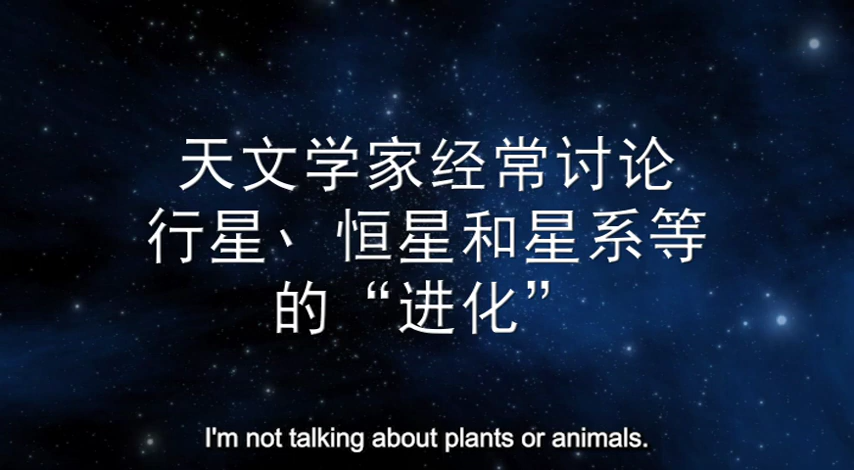 天文学家经常讨论
行星、恒星和星系等
的“进化”
I'm not talking about plants or animals.